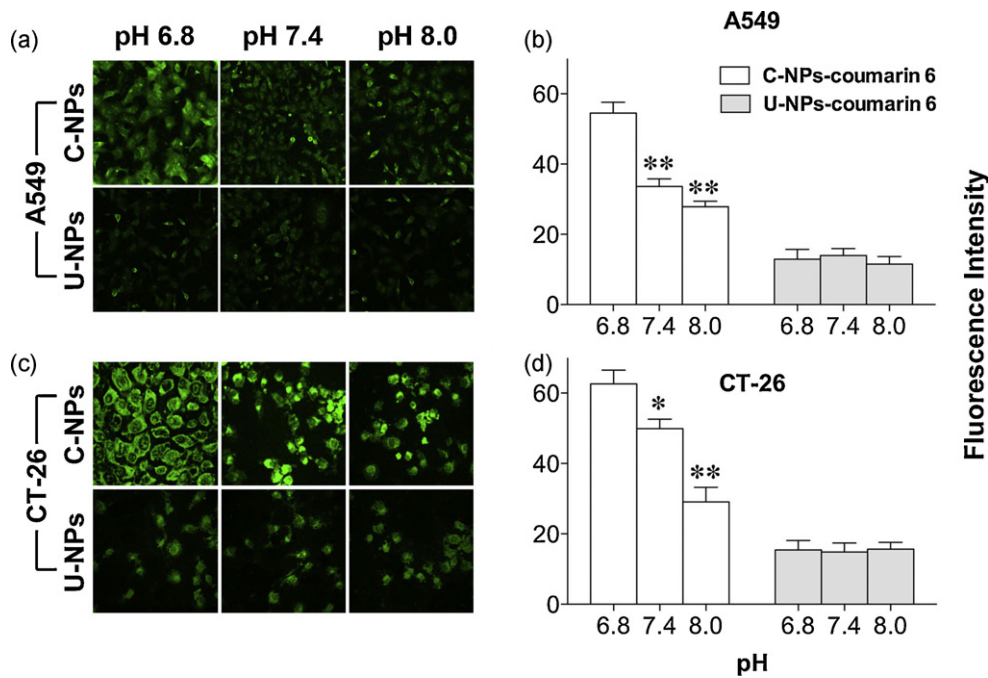 (a)
pH 6.8 pH 7.4 pH 8.0
A549
C-NPs
U-NPs
(b)
A549
C-NPs-coumarin 6
U-NPs-coumarin 6
60
40
20
0
6.8 7.4 8.0 6.8 7.4 8.0
** **
(c)
CT-26
C-NPs
U-NPs
(d)
CT-26
60
40
20
0
* **
6.8 7.4 8.0 6.8 7.4 8.0
pH
Fluorescence Intensity